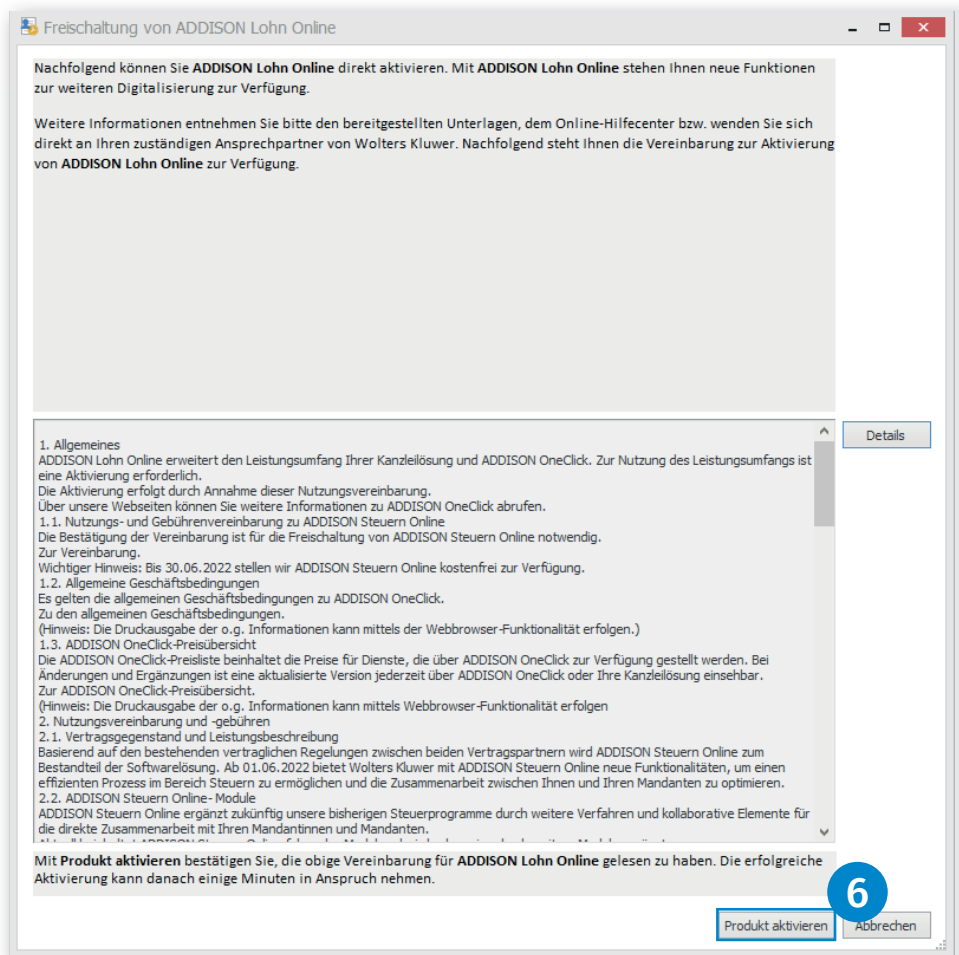 Freischaltung von ADDISON Lohn Online
Nachfolgend können Sie ADDISON Lohn Online direkt aktivieren. Mit ADDISON Lohn Online stehen Ihnen neue Funktionen
zur weiteren Digitalisierung zur Verfügung.
Weitere Informationen entnehmen Sie bitte den bereitgestellten Unterlagen, dem Online-Hilfecenter bzw. wenden Sie sich
direkt an Ihren zuständigen Ansprechpartner von Wolters Kluwer. Nachfolgend steht Ihnen die Vereinbarung zur Aktivierung
von ADDISON Lohn Online zur Verfügung.
Details
1. Allgemeines
ADDISON Lohn Online erweitert den Leistungsumfang Ihrer Kanzleilösung und ADDISON OneClick. Zur Nutzung des Leistungsumfangs ist
eine Aktivierung erforderlich.
Die Aktivierung erfolgt durch Annahme dieser Nutzungsvereinbarung.
Über unsere Webseiten können Sie weitere Informationen zu ADDISON OneClick abrufen.
1.1. Nutzungs- und Gebührenvereinbarung zu ADDISON Steuern Online
Die Bestätigung der Vereinbarung ist für die Freischaltung von ADDISON Steuern Online notwendig.
Zur Vereinbarung.
Wichtiger Hinweis: Bis 30.06.2022 stellen wir ADDISON Steuern Online kostenfrei zur Verfügung.
1.2. Allgemeine Geschäftsbedingungen
Es gelten die allgemeinen Geschäftsbedingungen zu ADDISON OneClick.
Zu den allgemeinen Geschäftsbedingungen.
(Hinweis: Die Druckausgabe der o.g. Informationen kann mittels der Webbrowser-Funktionalität erfolgen.)
1.3. ADDISON OneClick-Preisübersicht
Die ADDISON OneClick-Preisliste beinhaltet die Preise für Dienste, die über ADDISON OneClick zur Verfügung gestellt werden. Bei
Änderungen und Ergänzungen ist eine aktualisierte Version jederzeit über ADDISON OneClick oder Ihre Kanzleilösung einsehbar.
Zur ADDISON OneClick-Preisübersicht.
(Hinweis: Die Druckausgabe der o.g. Informationen kann mittels Webbrowser-Funktionalität erfolgen
2. Nutzungsvereinbarung und -gebühren
2.1. Vertragsgegenstand und Leistungsbeschreibung
Basierend auf den bestehenden vertraglichen Regelungen zwischen beiden Vertragspartnern wird ADDISON Steuern Online zum
Bestandteil der Softwarelösung. Ab 01.06.2022 bietet Wolters Kluwer mit ADDISON Steuern Online neue Funktionalitäten, um einen
effizienten Prozess im Bereich Steuern zu ermöglichen und die Zusammenarbeit zwischen Ihnen und Ihren Mandanten zu optimieren.
2.2. ADDISON Steuern Online- Module
ADDISON Steuern Online ergänzt zukünftig unsere bisherigen Steuerprogramme durch weitere Verfahren und kollaborative Elemente für
die direkte Zusammenarbeit mit Ihren Mandantinnen und Mandanten.
Mit Produkt aktivieren bestätigen Sie, die obige Vereinbarung für ADDISON Lohn Online gelesen zu haben. Die erfolgreiche
Aktivierung kann danach einige Minuten in Anspruch nehmen.
6
Produkt aktivieren
Abbrechen